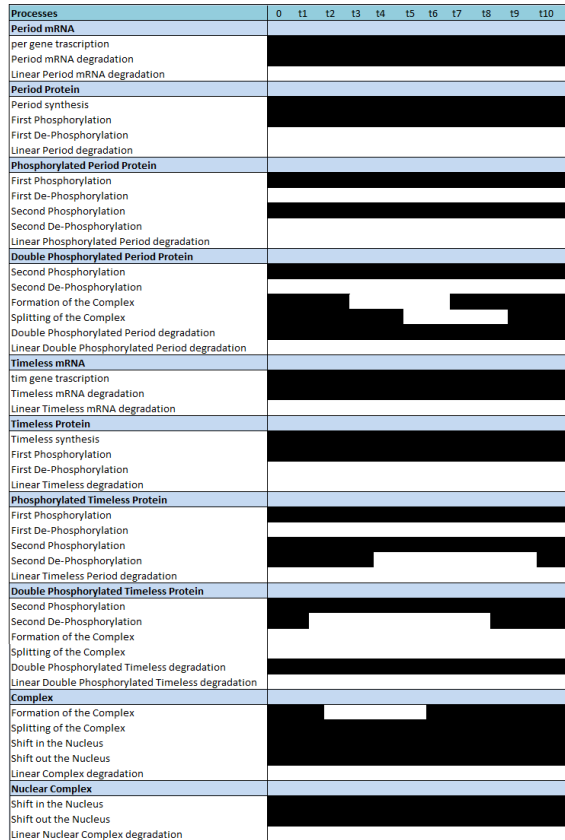 Processes 0 t1 t2 t3 t4 t5 t6 t7 t8 t9 t10
Period mRNA
per gene trascription
Period mRNA degradation
Linear Period mRNA degradation
Period Protein
Period synthesis
First Phosphorylation
First De-Phosphorylation
Linear Period degradation
Phosphorylated Period Protein
First Phosphorylation
First De-Phosphorylation
Second Phosphorylation
Second De-Phosphorylation
Linear Phosphorylated Period degradation
Double Phosphorylated Period Protein
Second Phosphorylation
Second De-Phosphorylation
Formation of the Complex
Splitting of the Complex
Double Phosphorylated Period degradation
Linear Double Phosphorylated Period degradation
Timeless mRNA
tim gene trascription
Timeless mRNA degradation
Linear Timeless mRNA degradation
Timeless Protein
Timeless synthesis
First Phosphorylation
First De-Phosphorylation
Linear Timeless degradation
Phosphorylated Timeless Protein
First Phosphorylation
First De-Phosphorylation
Second Phosphorylation
Second De-Phosphorylation
Linear Timeless Period degradation
Double Phosphorylated Timeless Protein
Second Phosphorylation
Second De-Phosphorylation
Formation of the Complex
Splitting of the Complex
Double Phosphorylated Timeless degradation
Linear Double Phosphorylated Timeless degradation
Complex
Formation of the Complex
Splitting of the Complex
Shift in the Nucleus
Shift out the Nucleus
Linear Complex degradation
Nuclear Complex
Shift in the Nucleus
Shift out the Nucleus
Linear Nuclear Complex degradation